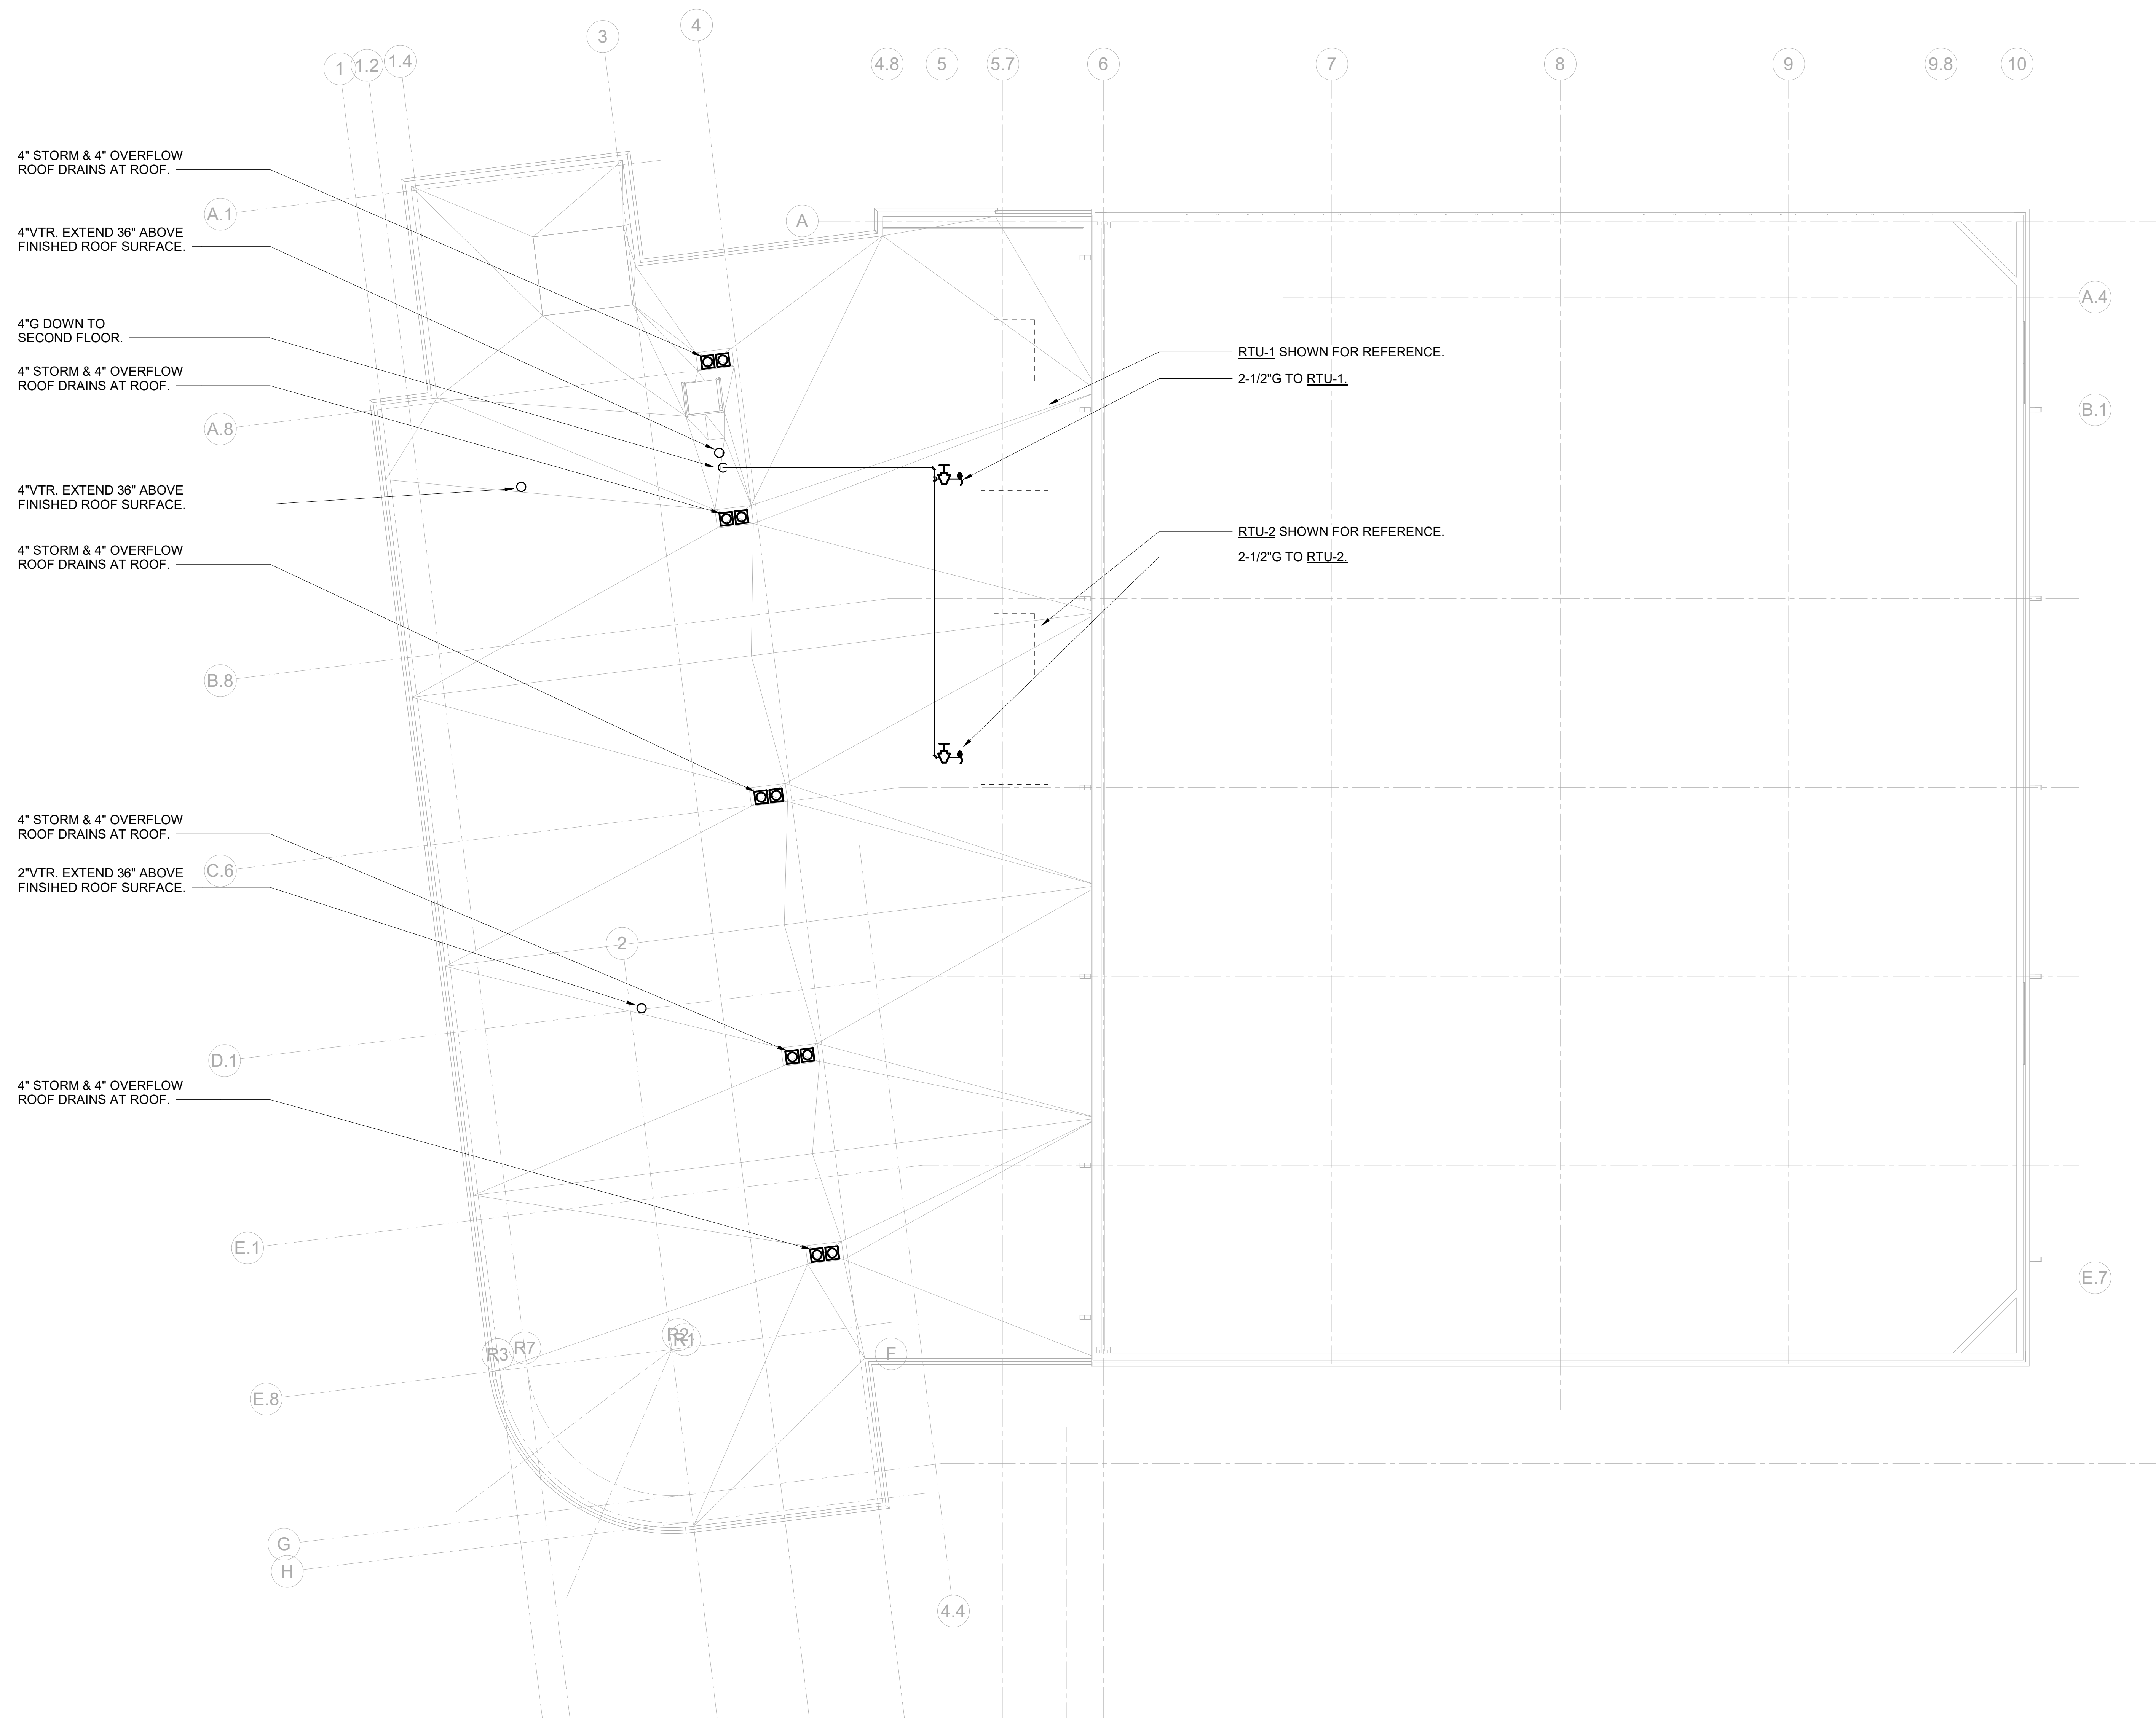 3
4
1
1.2
1.4
4.8
5
5.7
6
7
8
9
9.8
10
4" STORM & 4" OVERFLOW
ROOF DRAINS AT ROOF.
A.1
A
4"VTR. EXTEND 36" ABOVE
FINISHED ROOF SURFACE.
A.4
4"G DOWN TO
SECOND FLOOR.
RTU-1 SHOWN FOR REFERENCE.
2-1/2"G TO RTU-1.
4" STORM & 4" OVERFLOW
ROOF DRAINS AT ROOF.
B.1
A.8
4"VTR. EXTEND 36" ABOVE
FINISHED ROOF SURFACE.
RTU-2 SHOWN FOR REFERENCE.
2-1/2"G TO RTU-2.
4" STORM & 4" OVERFLOW
ROOF DRAINS AT ROOF.
B.8
4" STORM & 4" OVERFLOW
ROOF DRAINS AT ROOF.
C.6
2"VTR. EXTEND 36" ABOVE
FINSIHED ROOF SURFACE.
2
D.1
4" STORM & 4" OVERFLOW
ROOF DRAINS AT ROOF.
E.1
E.7
R2
R1
R3
R7
F
E.8
G
H
4.4